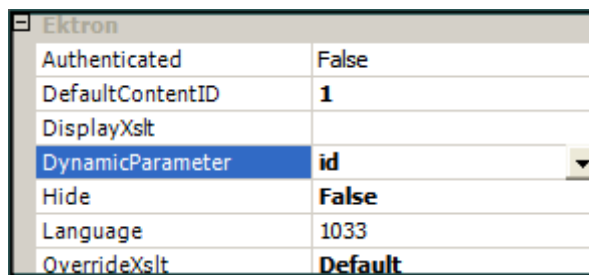 Ektron
Authenticated False
DefaultContentID 1
DisplayXslt
DynamicParameter id
Hide False
Language 1033
OverrideXslt Default